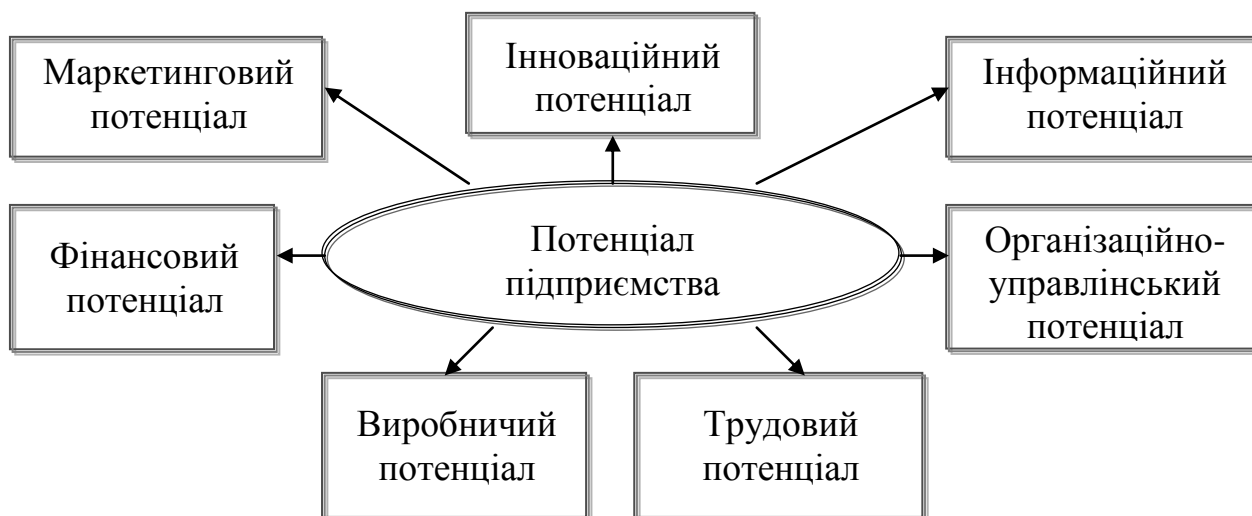 Маркетинговий
потенціал
Інноваційний
потенціал
Інформаційний
потенціал
Фінансовий
потенціал
Потенціал
підприємства
Організаційно-
управлінський
потенціал
Виробничий
потенціал
Трудовий
потенціал